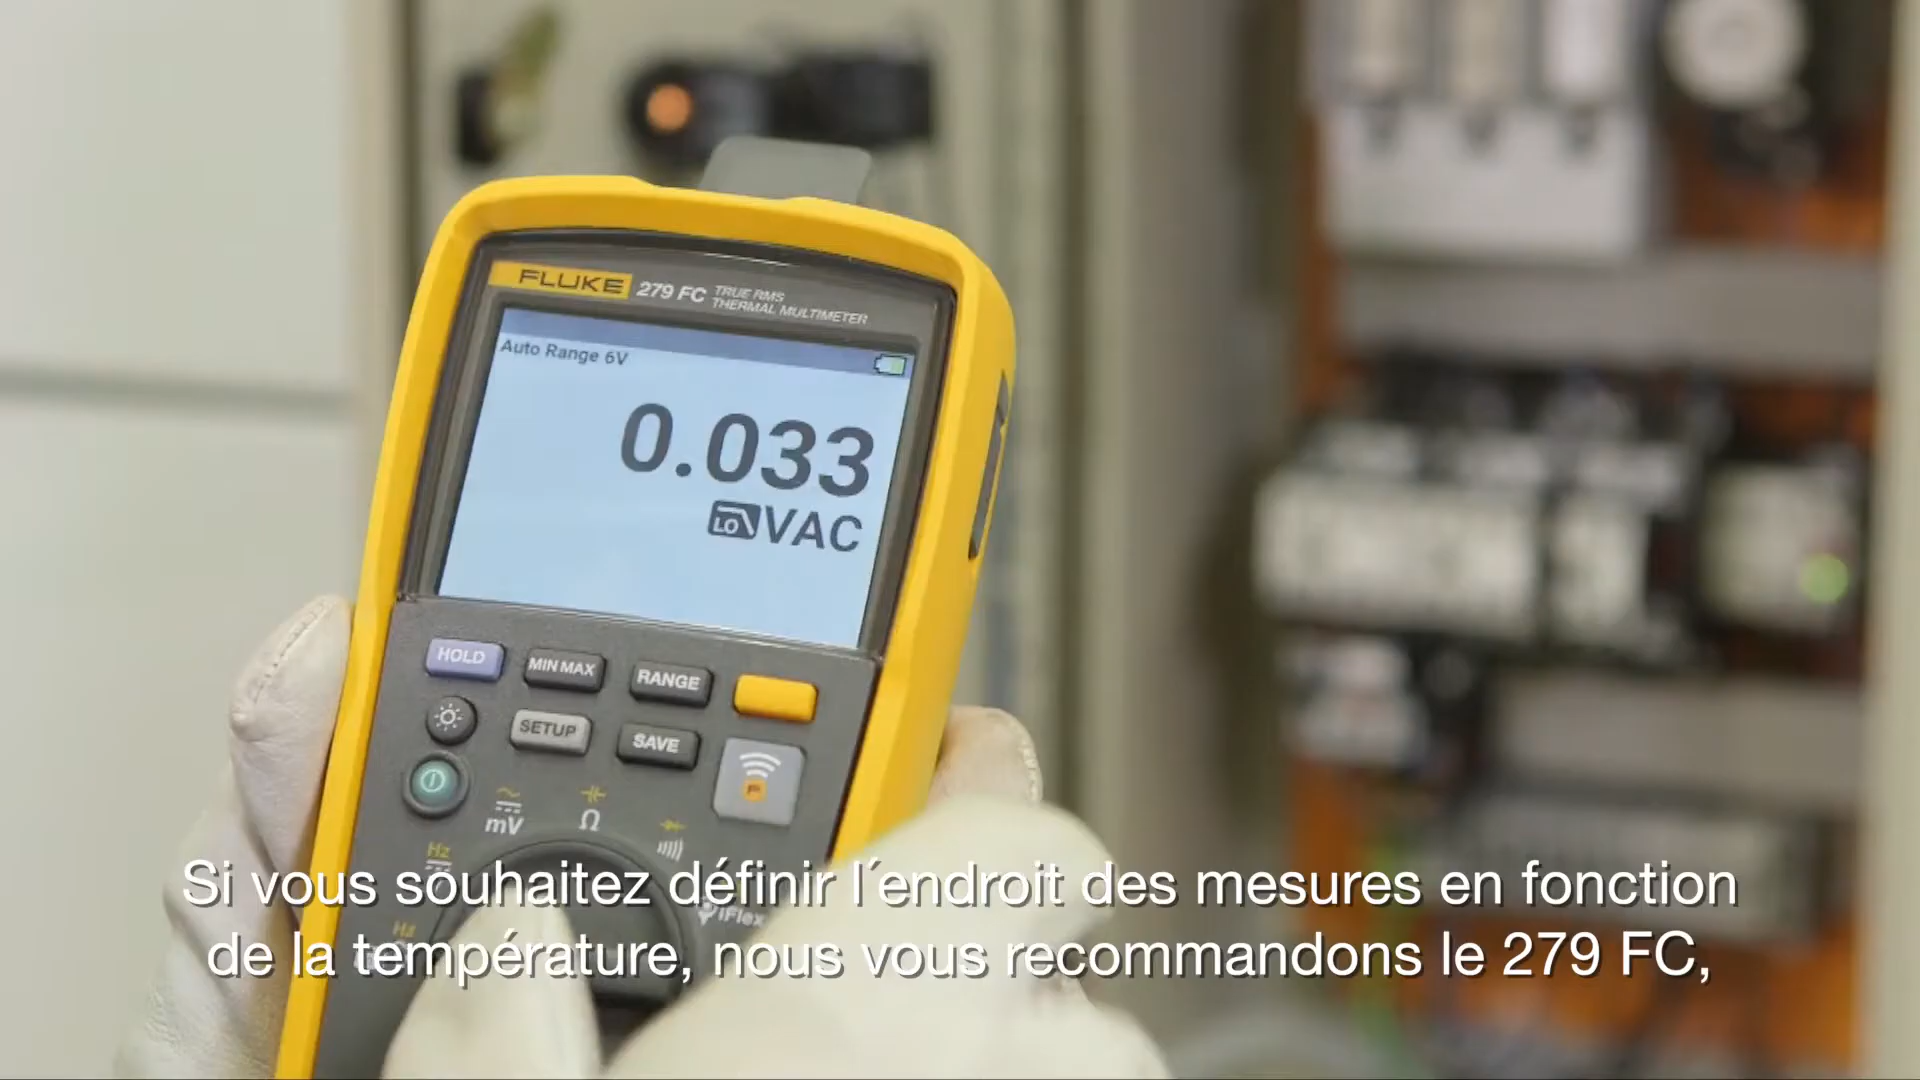 FLUKE 279 FC TRUE RMS
THERMAL MULTIMETER
Auto Range 6V
0.033
LO VAC
HOLD MIN MAX RANGE
SETUP SAVE
F
mV Ω
Hz
Hz
iFlex
Si vous souhaitez définir l´endroit des mesures en fonction
de la température, nous vous recommandons le 279 FC,